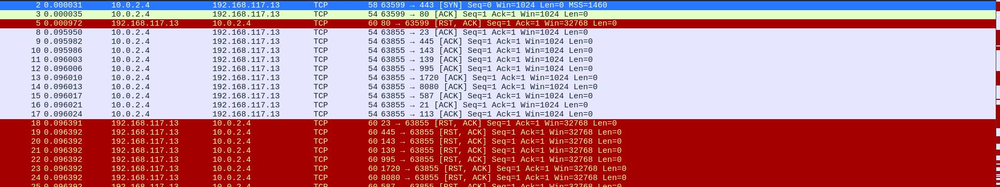 2 0.000031 10.0.2.4 192.168.117.13 TCP 58 63599 → 443 [SYN] Seq=0 Win=1024 Len=0 MSS=1460
3 0.000035 10.0.2.4 192.168.117.13 TCP 54 63599 → 80 [ACK] Seq=1 Ack=1 Win=1024 Len=0
5 0.000972 192.168.117.13 10.0.2.4 TCP 60 80 → 63599 [RST, ACK] Seq=1 Ack=1 Win=32768 Len=0
8 0.095950 10.0.2.4 192.168.117.13 TCP 54 63855 → 23 [ACK] Seq=1 Ack=1 Win=1024 Len=0
9 0.095982 10.0.2.4 192.168.117.13 TCP 54 63855 → 445 [ACK] Seq=1 Ack=1 Win=1024 Len=0
10 0.095986 10.0.2.4 192.168.117.13 TCP 54 63855 → 143 [ACK] Seq=1 Ack=1 Win=1024 Len=0
11 0.096003 10.0.2.4 192.168.117.13 TCP 54 63855 → 139 [ACK] Seq=1 Ack=1 Win=1024 Len=0
12 0.096006 10.0.2.4 192.168.117.13 TCP 54 63855 → 995 [ACK] Seq=1 Ack=1 Win=1024 Len=0
13 0.096010 10.0.2.4 192.168.117.13 TCP 54 63855 → 1720 [ACK] Seq=1 Ack=1 Win=1024 Len=0
14 0.096013 10.0.2.4 192.168.117.13 TCP 54 63855 → 8080 [ACK] Seq=1 Ack=1 Win=1024 Len=0
15 0.096017 10.0.2.4 192.168.117.13 TCP 54 63855 → 587 [ACK] Seq=1 Ack=1 Win=1024 Len=0
16 0.096021 10.0.2.4 192.168.117.13 TCP 54 63855 → 21 [ACK] Seq=1 Ack=1 Win=1024 Len=0
17 0.096024 10.0.2.4 192.168.117.13 TCP 54 63855 → 113 [ACK] Seq=1 Ack=1 Win=1024 Len=0
18 0.096391 192.168.117.13 10.0.2.4 TCP 60 23 → 63855 [RST, ACK] Seq=1 Ack=1 Win=32768 Len=0
19 0.096392 192.168.117.13 10.0.2.4 TCP 60 445 → 63855 [RST, ACK] Seq=1 Ack=1 Win=32768 Len=0
20 0.096392 192.168.117.13 10.0.2.4 TCP 60 143 → 63855 [RST, ACK] Seq=1 Ack=1 Win=32768 Len=0
21 0.096392 192.168.117.13 10.0.2.4 TCP 60 139 → 63855 [RST, ACK] Seq=1 Ack=1 Win=32768 Len=0
22 0.096392 192.168.117.13 10.0.2.4 TCP 60 995 → 63855 [RST, ACK] Seq=1 Ack=1 Win=32768 Len=0
23 0.096392 192.168.117.13 10.0.2.4 TCP 60 1720 → 63855 [RST, ACK] Seq=1 Ack=1 Win=32768 Len=0
24 0.096392 192.168.117.13 10.0.2.4 TCP 60 8080 → 63855 [RST, ACK] Seq=1 Ack=1 Win=32768 Len=0
25 0.096392 192.168.117.13 10.0.2.4 TCP 60 587 → 63855 [RST, ACK] Seq=1 Ack=1 Win=32768 Len=0